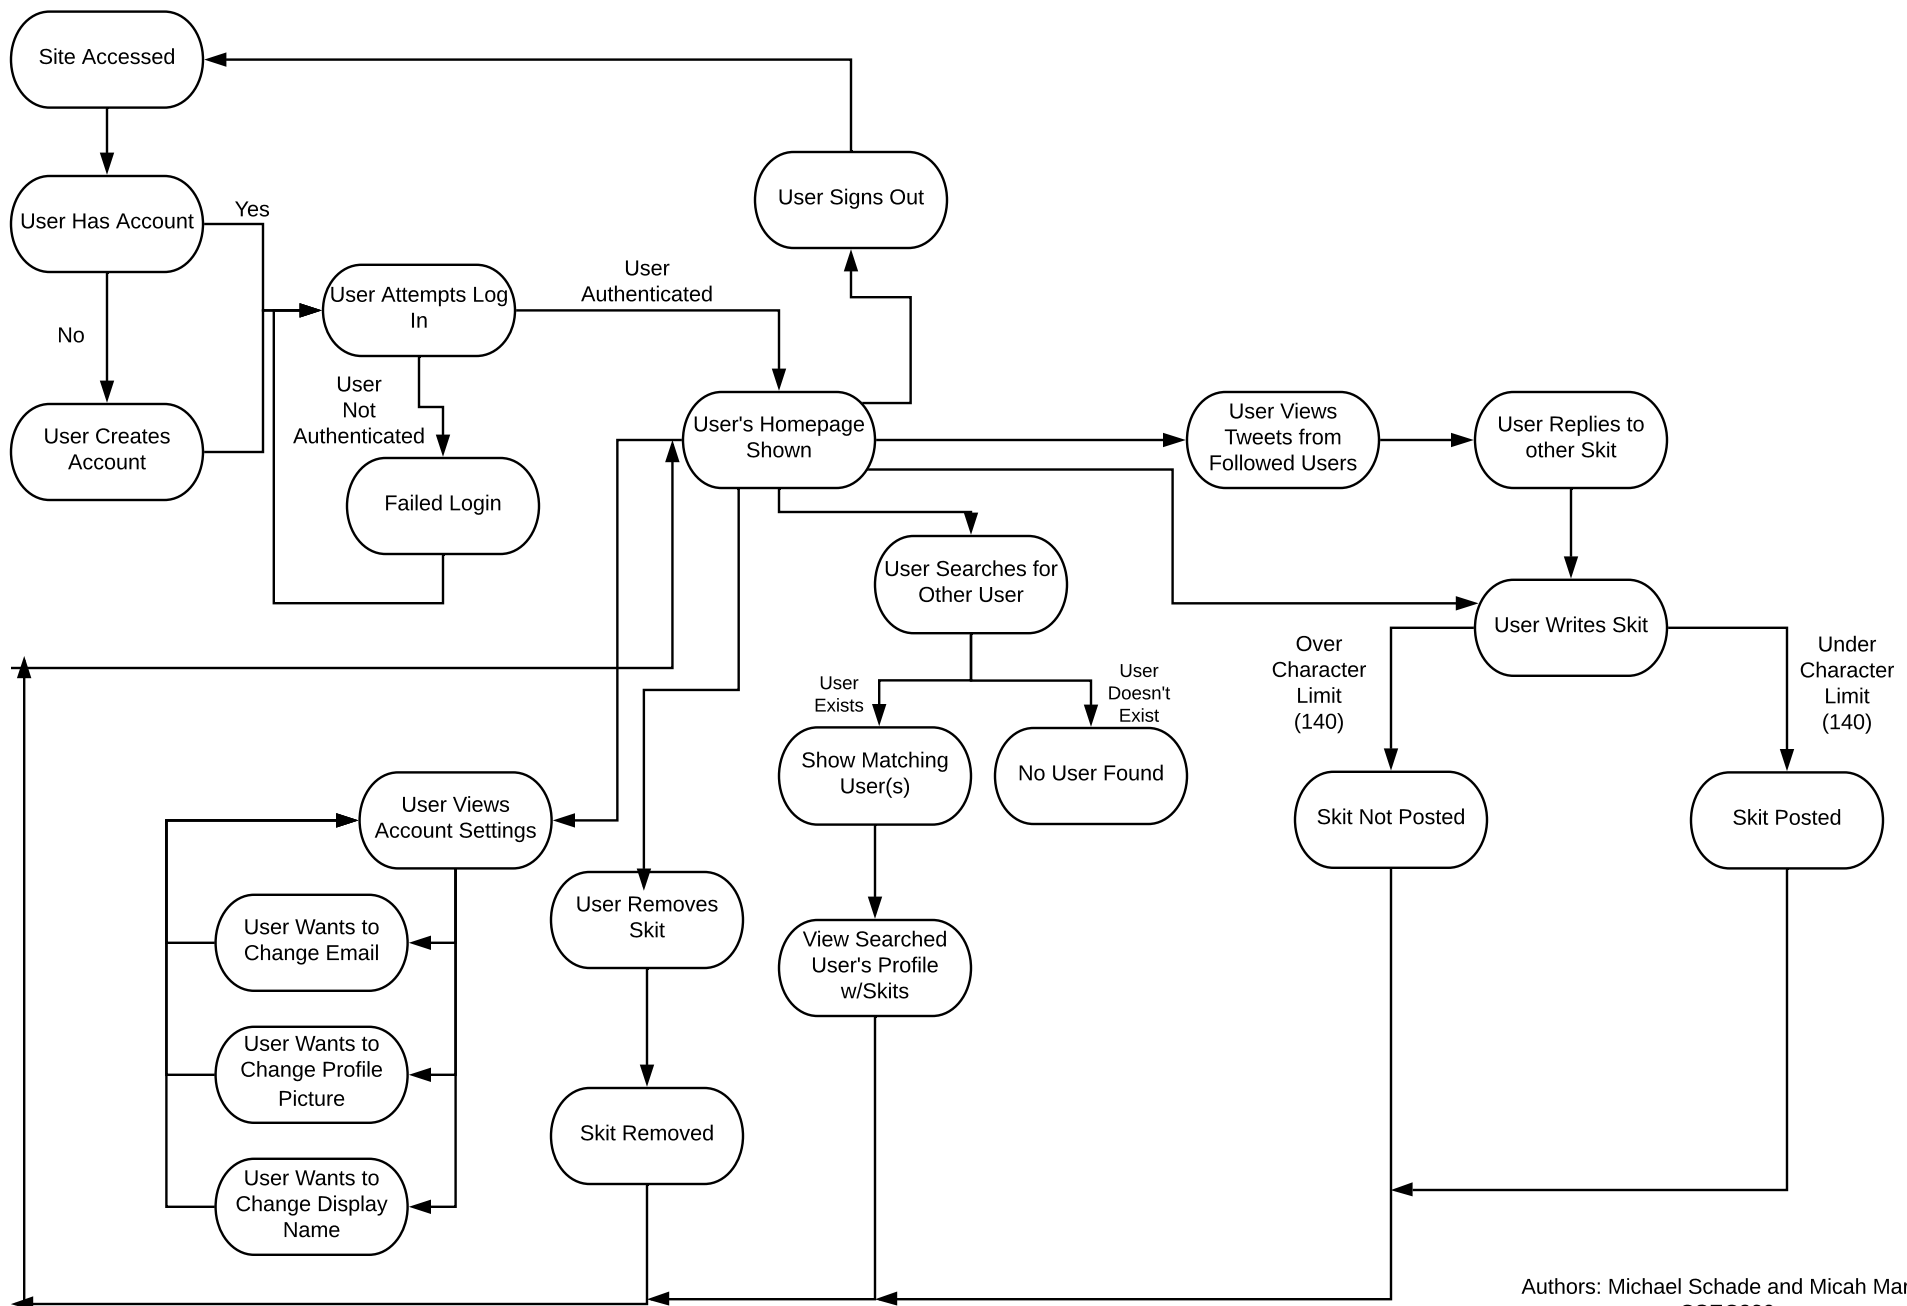 Site Accessed
User Has Account
Yes
No
User Creates
Account
User Attempts Log
In
User
Authenticated
User
Not
Authenticated
Failed Login
User Signs Out
User's Homepage
Shown
User Views
Tweets from
Followed Users
User Replies to
other Skit
User Searches for
Other User
User Writes Skit
Over
Character
Limit
(140)
Under
Character
Limit
(140)
User
Exists
User
Doesn't
Exist
Show Matching
User(s)
No User Found
Skit Not Posted
Skit Posted
User Views
Account Settings
User Removes
Skit
View Searched
User's Profile
w/Skits
User Wants to
Change Email
User Wants to
Change Profile
Picture
User Wants to
Change Display
Name
Skit Removed
Authors: Michael Schade and Micah